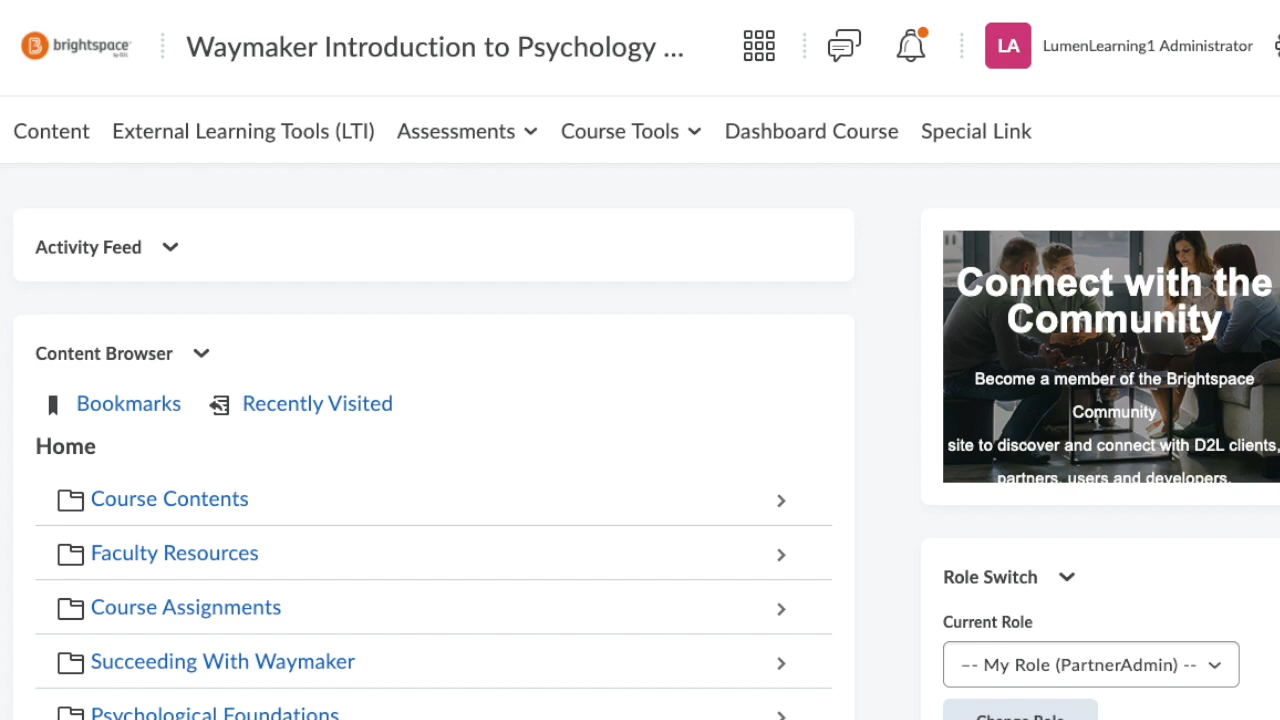 brightspace
Waymaker Introduction to Psychology ...
LA
LumenLearning1 Administrator
Content
External Learning Tools (LTI)
Assessments
Course Tools
Dashboard Course
Special Link
Activity Feed
Content Browser
Bookmarks
Recently Visited
Home
Course Contents
Faculty Resources
Course Assignments
Succeeding With Waymaker
Psychological Foundations
Connect with the
Community
Become a member of the Brightspace
Community
site to discover and connect with D2L clients,
partners, users and developers.
Role Switch
Current Role
-- My Role (PartnerAdmin) --
Change Role